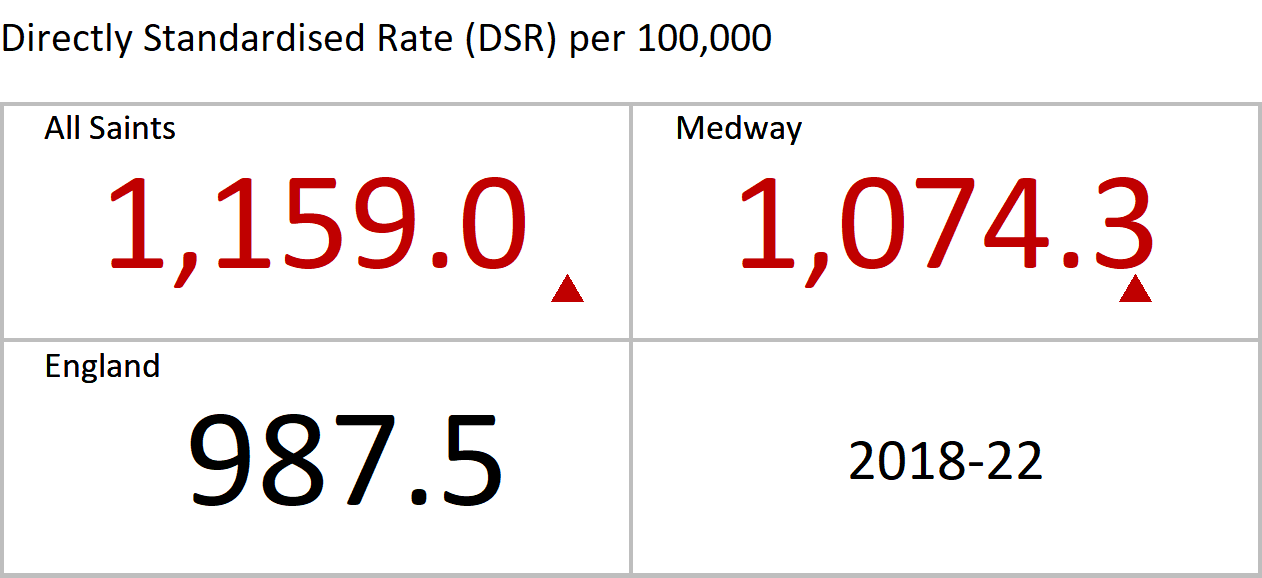 Directly Standardised Rate (DSR) per 100,000
All Saints
1,159.0
Medway
1,074.3
England
987.5
2018-22